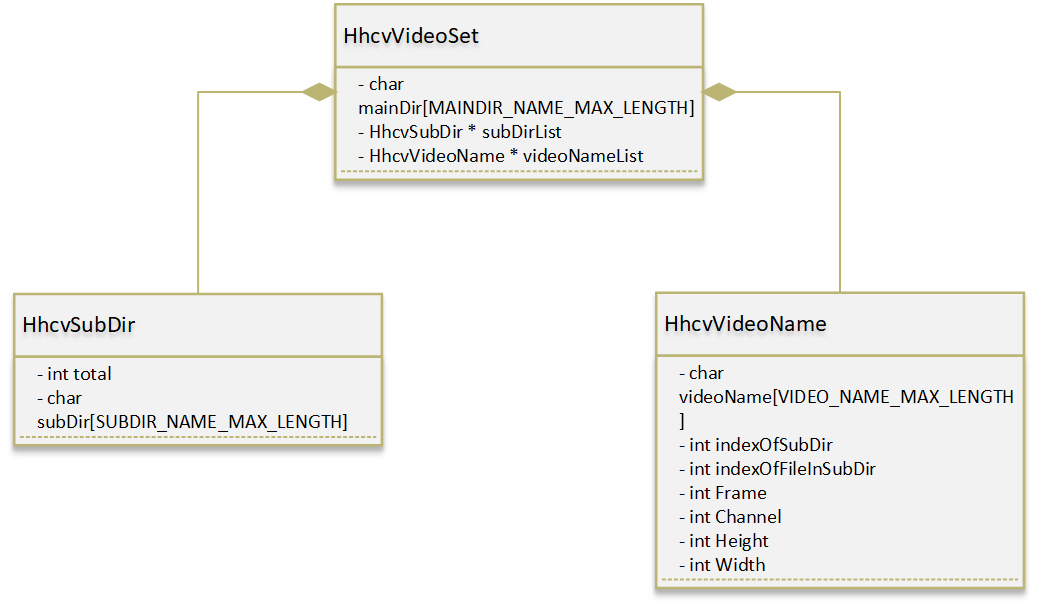 HhcvVideoSet
- char
mainDir[MAINDIR_NAME_MAX_LENGTH]
- HhcvSubDir * subDirList
- HhcvVideoName * videoNameList
HhcvSubDir
- int total
- char
subDir[SUBDIR_NAME_MAX_LENGTH]
HhcvVideoName
- char
videoName[VIDEO_NAME_MAX_LENGTH
]
- int indexOfSubDir
- int indexOfFileInSubDir
- int Frame
- int Channel
- int Height
- int Width